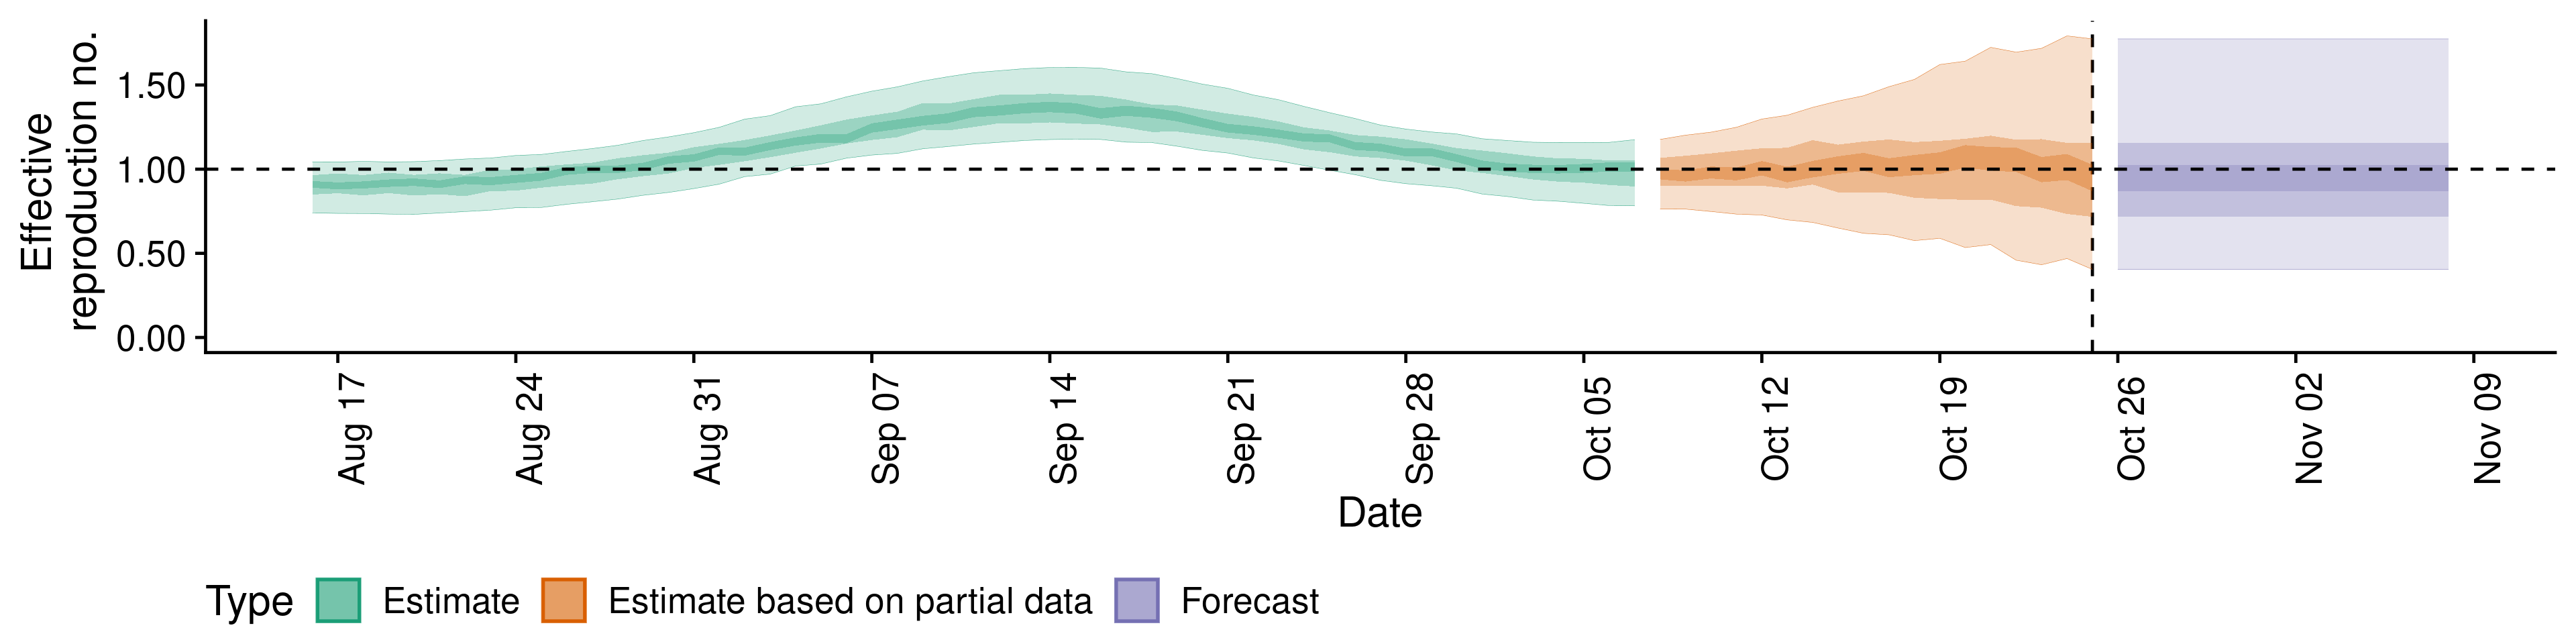 Effective
reproduction no.
1.50
1.00
0.50
0.00
Aug 17
Aug 24
Aug 31
Sep 07
Sep 14
Sep 21
Sep 28
Oct 05
Oct 12
Oct 19
Oct 26
Nov 02
Nov 09
Date
Type Estimate Estimate based on partial data Forecast